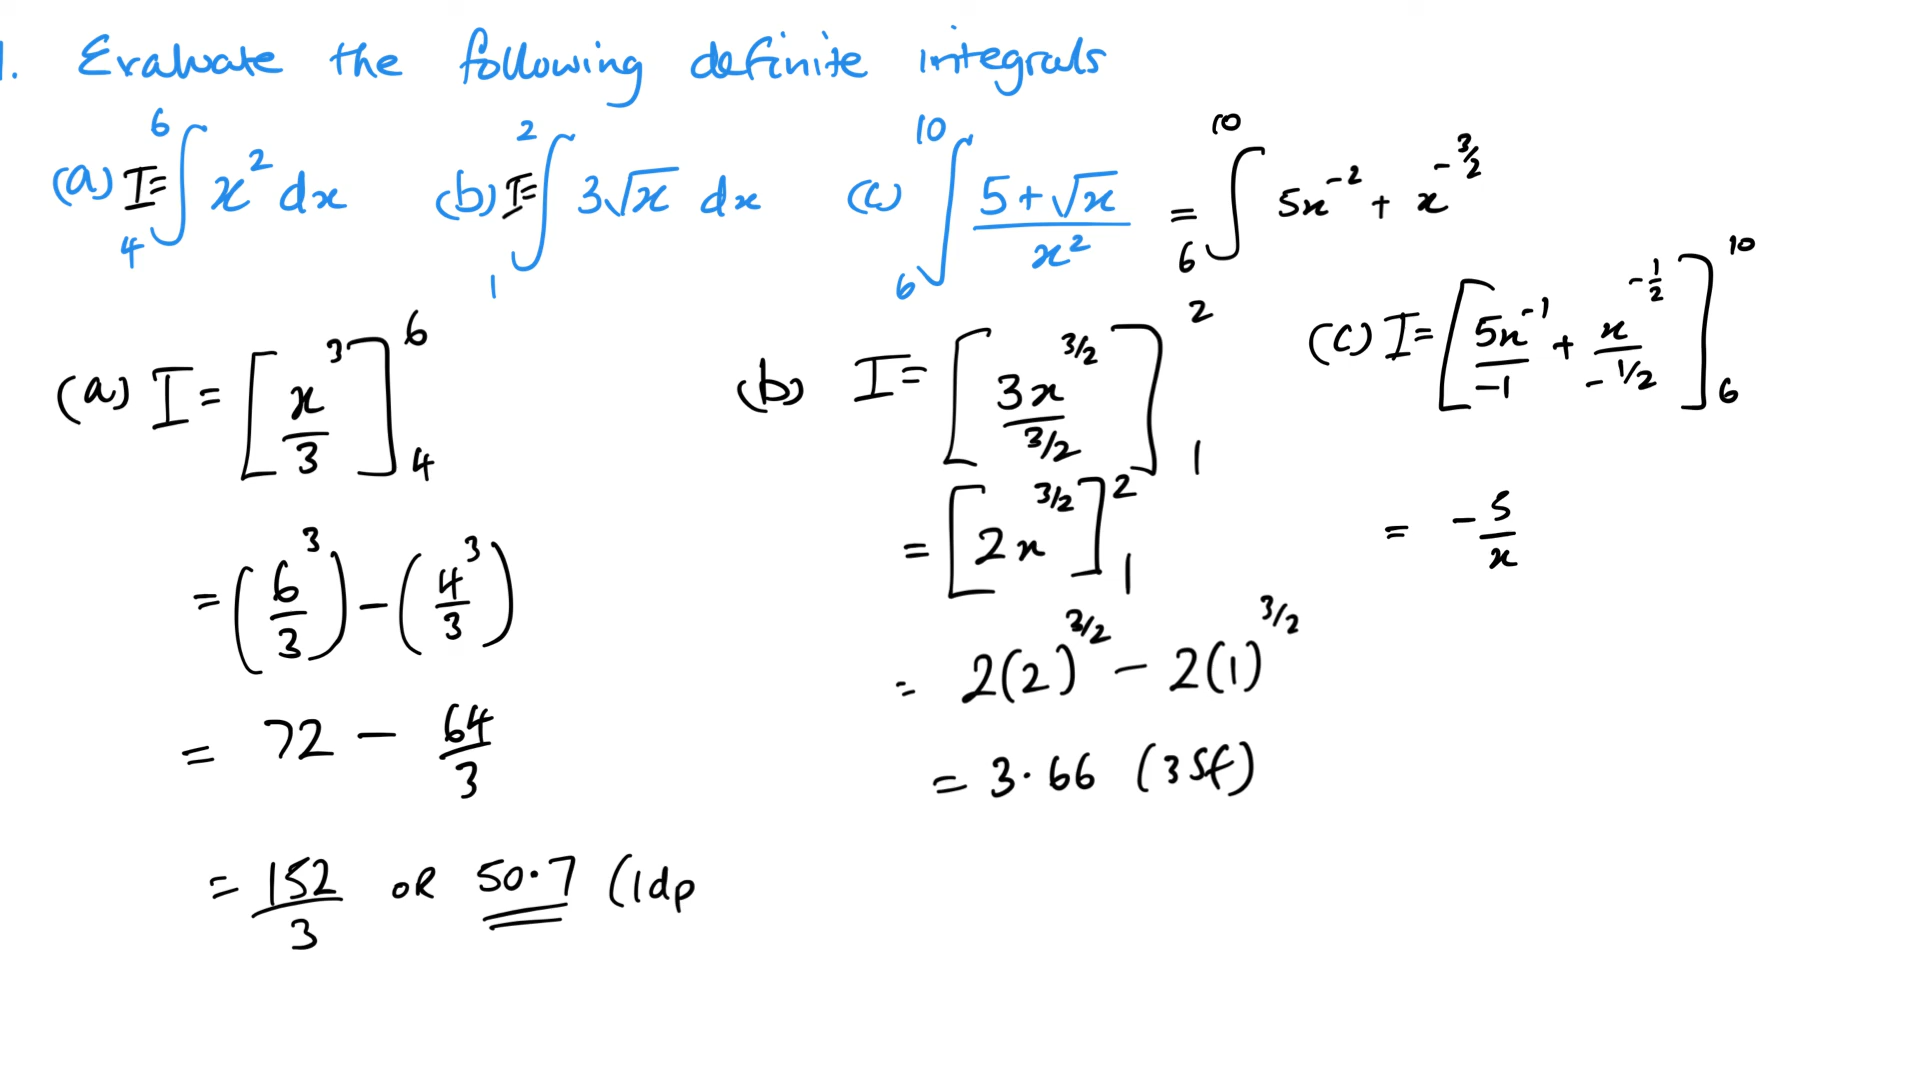 1. Evaluate the following definite integrals
(a) I = ∫₄⁶ x² dx (b) I = ∫₁² 3√x dx (c) ∫₆¹⁰ (5+√x)/x² = ∫₆¹⁰ 5x⁻² + x^(-3/2)
(a) I = [x³/3]₄⁶
= (6³/3) - (4³/3)
= 72 - 64/3
= 152/3 OR 50.7 (1dp
(b) I = [3x^(3/2)/(3/2)]₁²
= [2x^(3/2)]₁²
= 2(2)^(3/2) - 2(1)^(3/2)
= 3.66 (3sf)
(c) I = [5x⁻¹/-1 + x^(-1/2)/(-1/2)]₆¹⁰
= -5/x